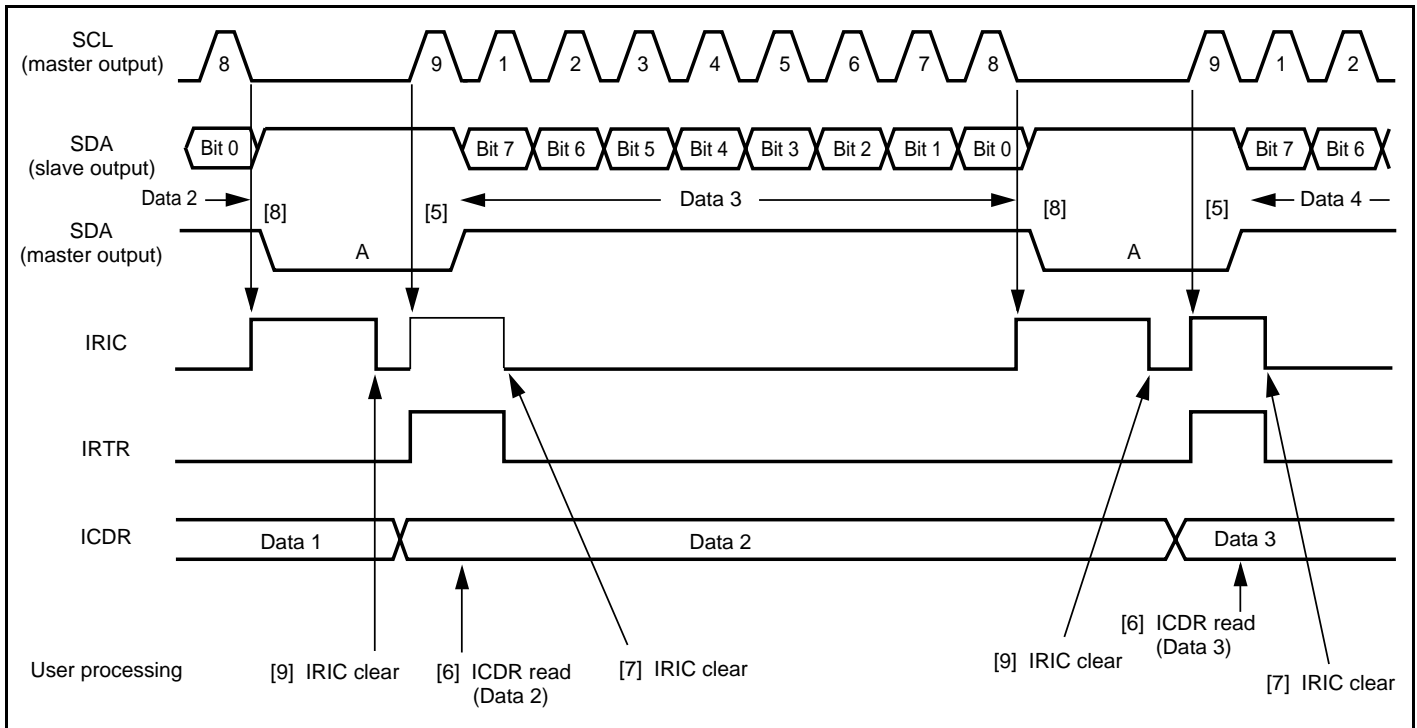 SCL
(master output)
8 9 1 2 3 4 5 6 7 8 9 1 2
SDA
(slave output)
Bit 0 Bit 7 Bit 6 Bit 5 Bit 4 Bit 3 Bit 2 Bit 1 Bit 0 Bit 7 Bit 6
Data 2 [8] [5] Data 3 [8] [5] Data 4
SDA
(master output)
A A
IRIC
IRTR
ICDR
Data 1 Data 2 Data 3
User processing
[9] IRIC clear
[6] ICDR read
(Data 2)
[7] IRIC clear
[9] IRIC clear
[6] ICDR read
(Data 3)
[7] IRIC clear